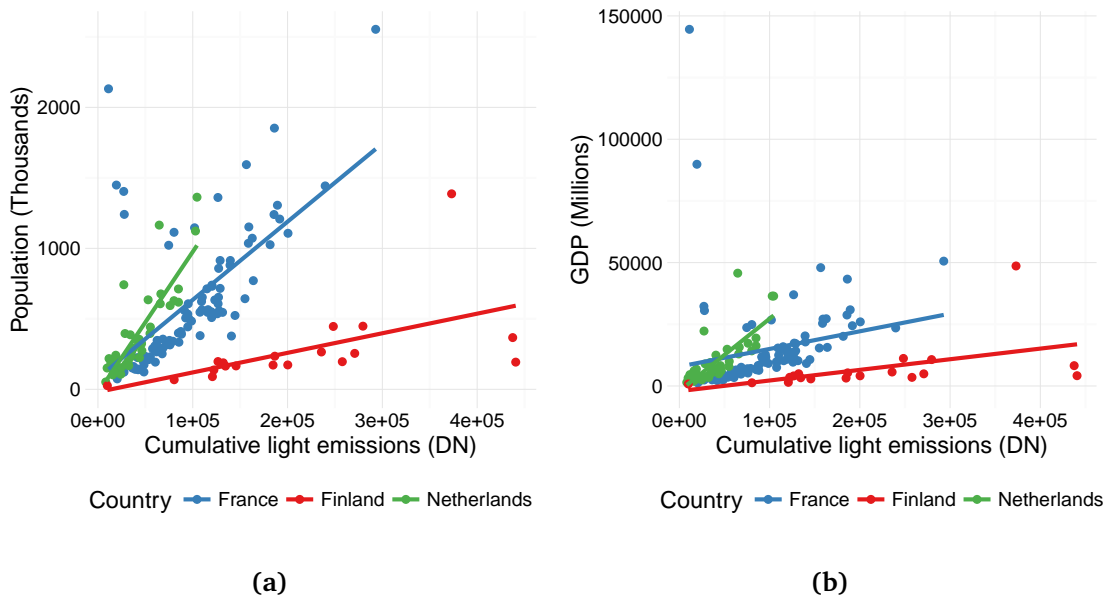 2000
1000
0
Population (Thousands)
0e+00 1e+05 2e+05 3e+05 4e+05
Cumulative light emissions (DN)
Country France Finland Netherlands
(a)
150000
100000
50000
0
GDP (Millions)
0e+00 1e+05 2e+05 3e+05 4e+05
Cumulative light emissions (DN)
Country France Finland Netherlands
(b)